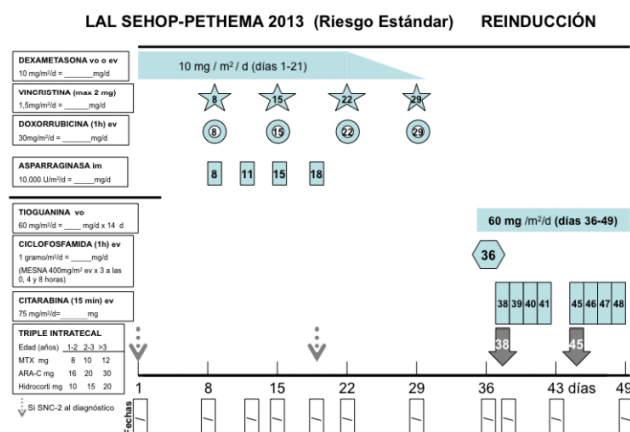 LAL SEHOP-PETHEMA 2013 (Riesgo Estándar) REINDUCCIÓN
DEXAMETASONA vo o ev
10 mg/m²/d = ______mg/d
10 mg / m² / d (días 1-21)
VINCRISTINA (max 2 mg)
1,5mg/m²/d = ______mg/d
8 15 22 29
DOXORRUBICINA (1h) ev
30mg/m²/d = ______mg/d
8 15 22 29
ASPARRAGINASA im
10.000 U/m²/d = _____mg/d
8 11 15 18
TIOGUANINA vo
60 mg/m²/d = ____ mg/d x 14 d
60 mg /m²/d (días 36-49)
CICLOFOSFAMIDA (1h) ev
1 gramo/m²/d = _____mg/d
(MESNA 400mg/m² ev x 3 a las
0, 4 y 8 horas)
36
CITARABINA (15 min) ev
75 mg/m²/d=_______mg
38 39 40 41 45 46 47 48
TRIPLE INTRATECAL
Edad (años) 1-2 2-3 >3
MTX mg 8 10 12
ARA-C mg 16 20 30
Hidrocorti mg 10 15 20
38 45
Si SNC-2 al diagnóstico
1 8 15 22 29 36 43 días 49
Fechas
/ / / / / / / / / /